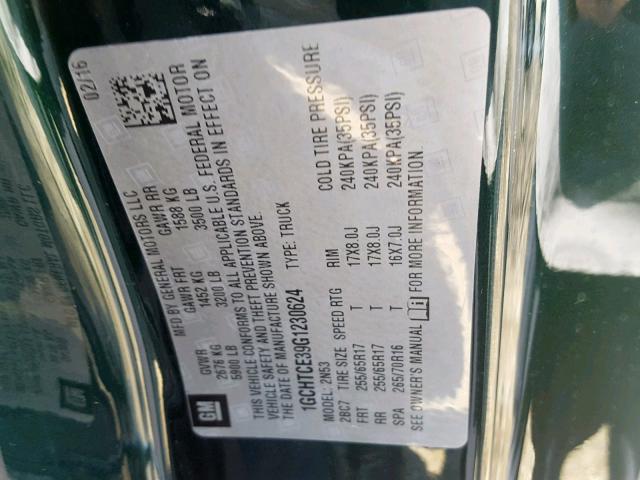 GM
MFD BY GENERAL MOTORS LLC
02/16
GVWR GAWR FRT GAWR RR
2676 KG 1452 KG 1588 KG
5900 LB 3200 LB 3500 LB
THIS VEHICLE CONFORMS TO ALL APPLICABLE U.S. FEDERAL MOTOR
VEHICLE SAFETY AND THEFT PREVENTION STANDARDS IN EFFECT ON
THE DATE OF MANUFACTURE SHOWN ABOVE.
1GCHTCE39G1230624 TYPE: TRUCK
MODEL: 2N53
2BC7 TIRE SIZE SPEED RTG RIM COLD TIRE PRESSURE
FRT 255/65R17 T 17X8.0J 240KPA(35PSI)
RR 255/65R17 T 17X8.0J 240KPA(35PSI)
SPA 265/70R16 T 16X7.0J 240KPA(35PSI)
SEE OWNER'S MANUAL FOR MORE INFORMATION.